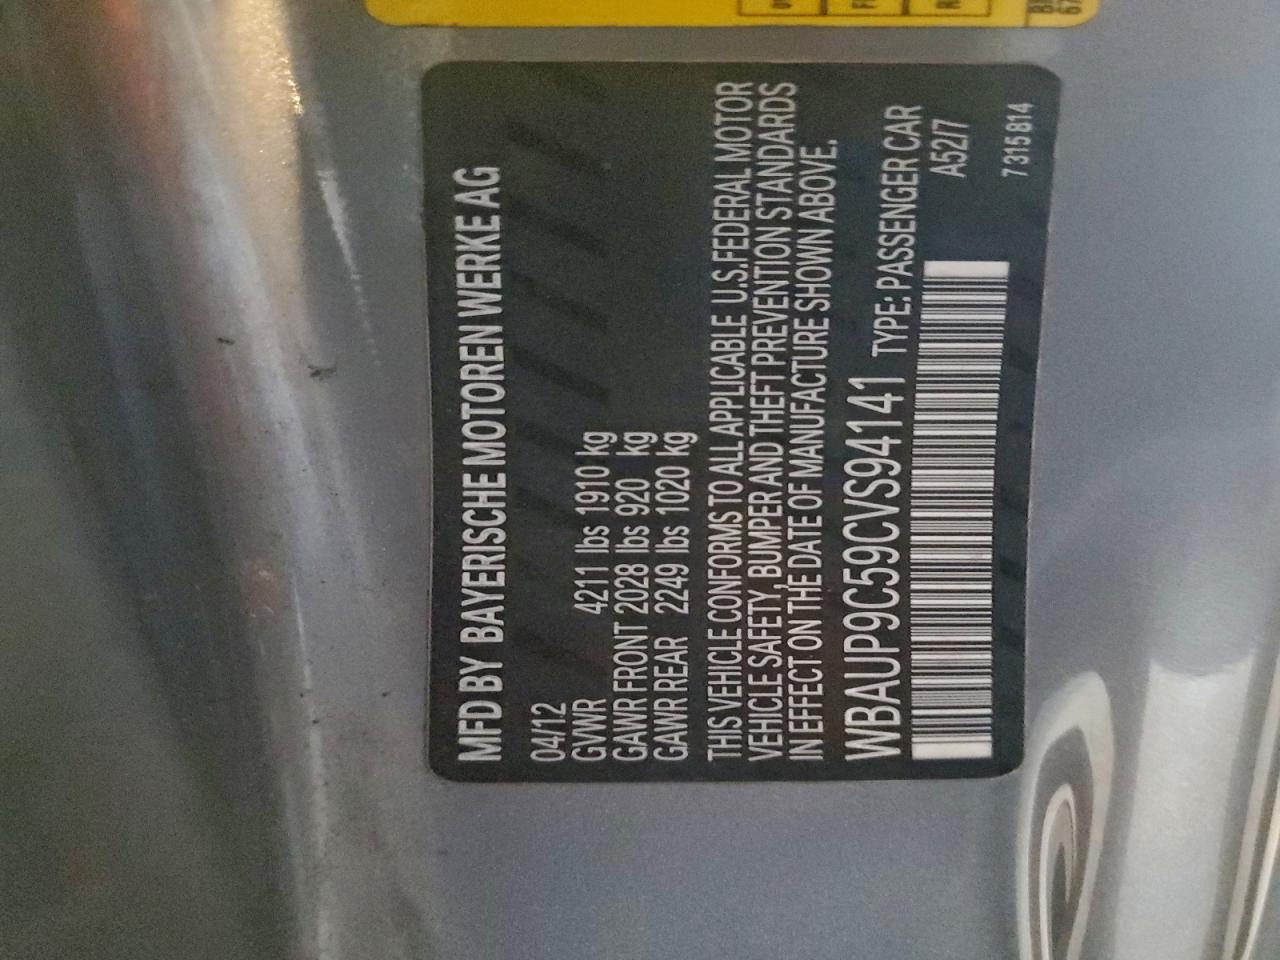 MFD BY BAYERISCHE MOTOREN WERKE AG
04/12
GVWR 4211 lbs 1910 kg
GAWR FRONT 2028 lbs 920 kg
GAWR REAR 2249 lbs 1020 kg
THIS VEHICLE CONFORMS TO ALL APPLICABLE U.S.FEDERAL MOTOR
VEHICLE SAFETY, BUMPER AND THEFT PREVENTION STANDARDS
IN EFFECT ON THE DATE OF MANUFACTURE SHOWN ABOVE.
WBAUP9C59CVS94141 TYPE: PASSENGER CAR
A52I7
7 315 814